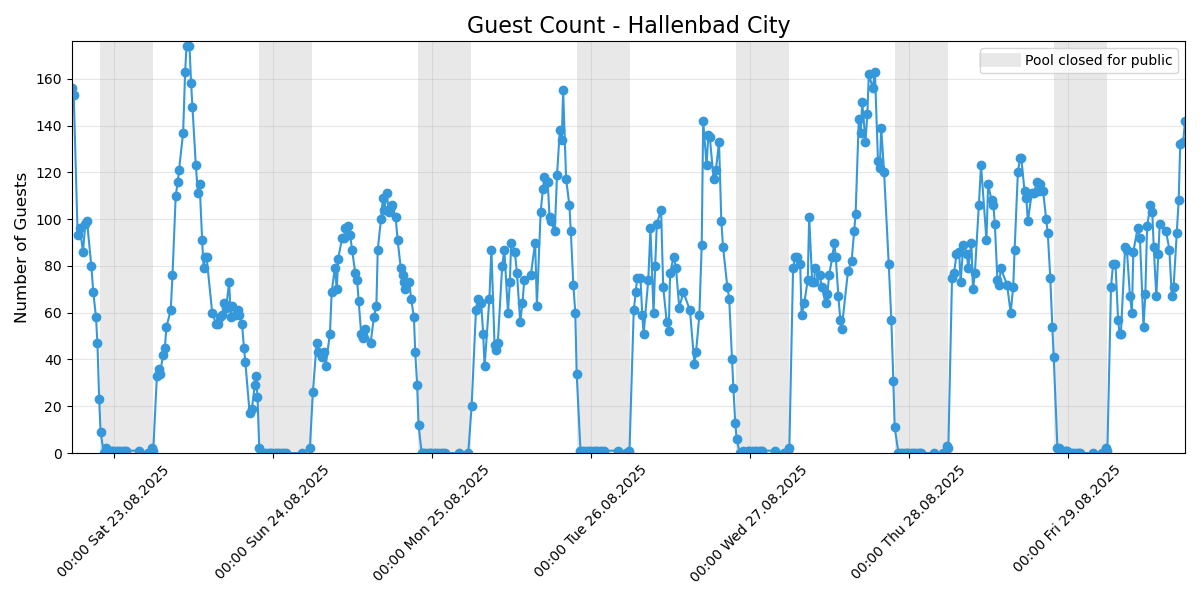 Guest Count - Hallenbad City
Pool closed for public
Number of Guests
160
140
120
100
80
60
40
20
0
00:00 Sat 23.08.2025
00:00 Sun 24.08.2025
00:00 Mon 25.08.2025
00:00 Tue 26.08.2025
00:00 Wed 27.08.2025
00:00 Thu 28.08.2025
00:00 Fri 29.08.2025